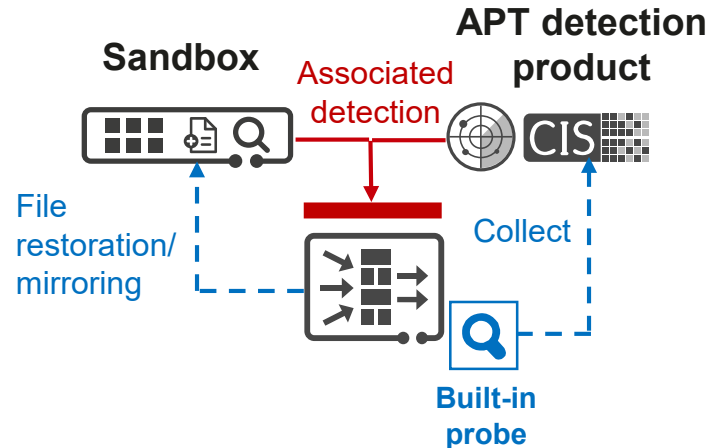 Sandbox
APT detection
product
Associated
detection
CIS
File
restoration/
mirroring
Collect
Built-in
probe